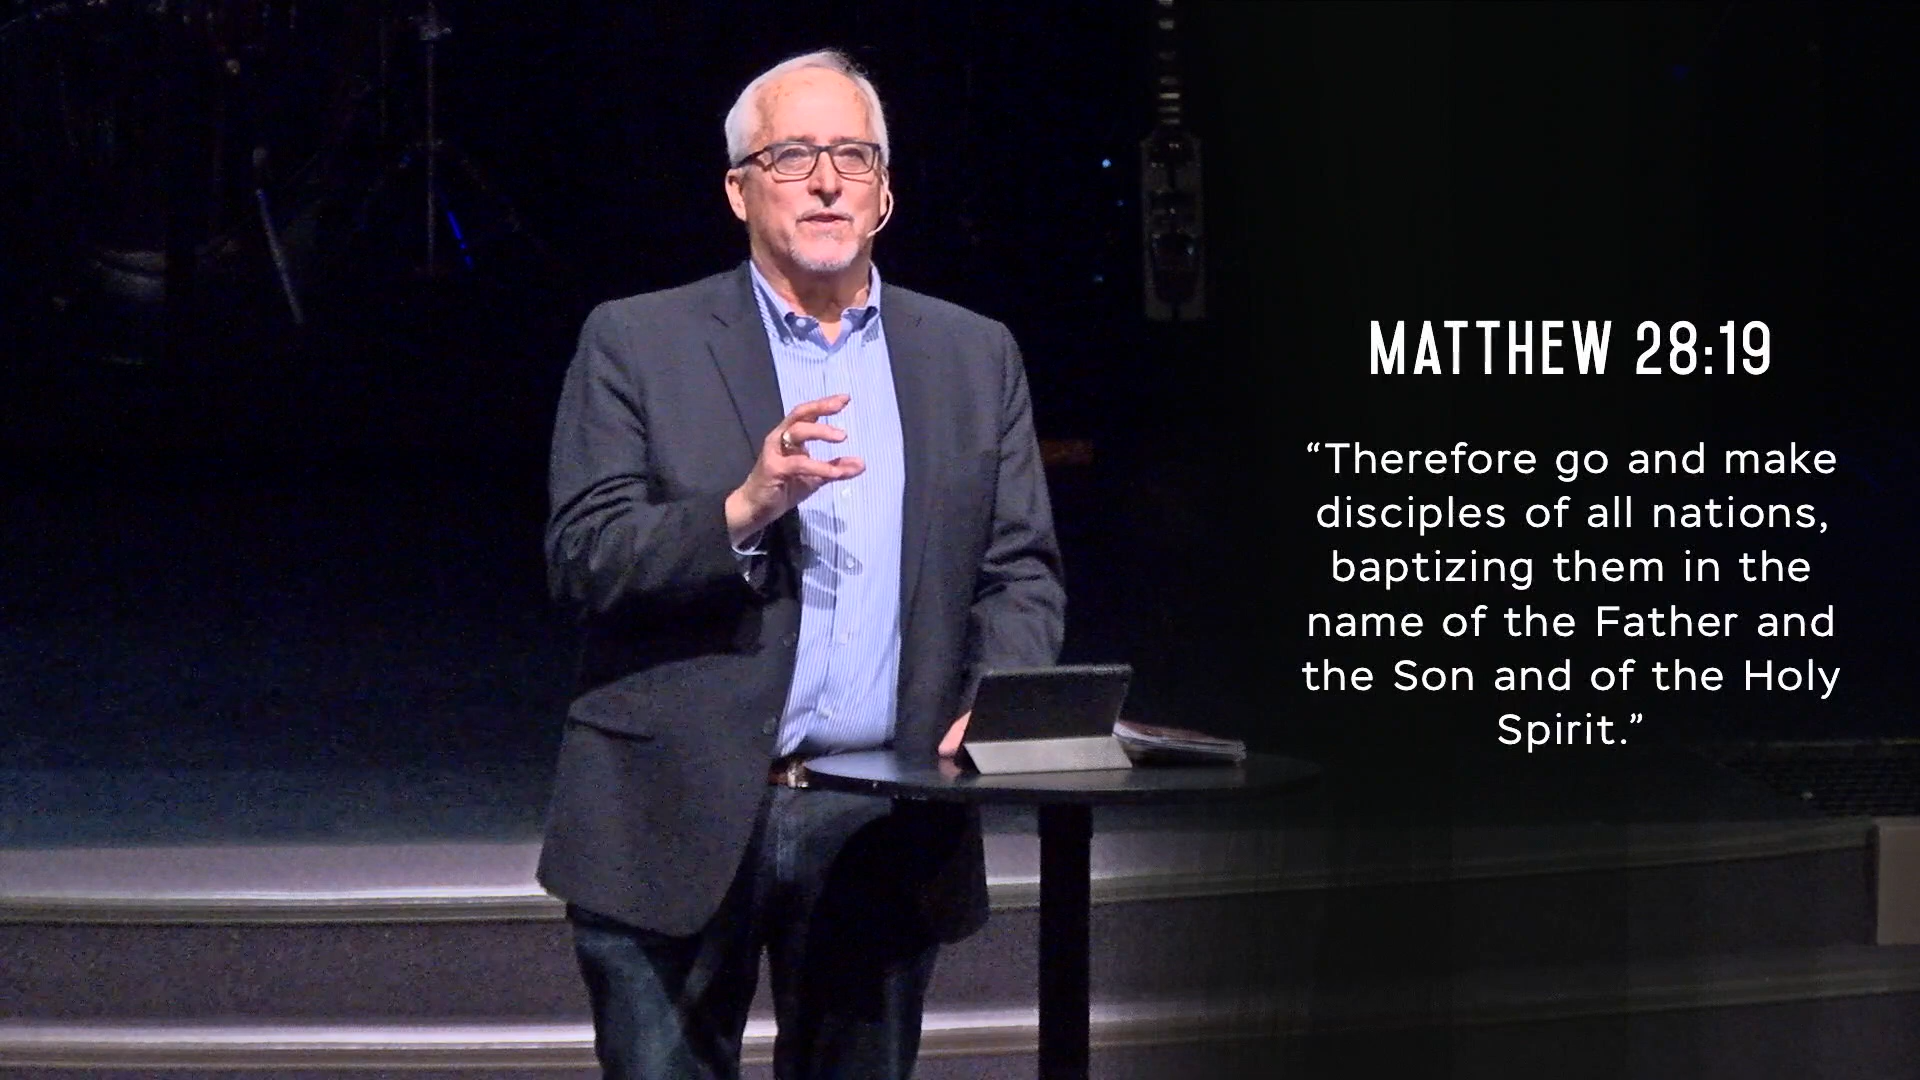 MATTHEW 28:19
“Therefore go and make
disciples of all nations,
baptizing them in the
name of the Father and
the Son and of the Holy
Spirit.”